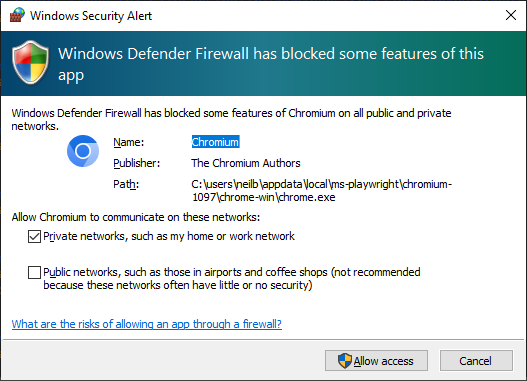 Windows Security Alert
Windows Defender Firewall has blocked some features of this
app
Windows Defender Firewall has blocked some features of Chromium on all public and private
networks.
Name: Chromium
Publisher: The Chromium Authors
Path: C:\users\neilb\appdata\local\ms-playwright\chromium-
1097\chrome-win\chrome.exe
Allow Chromium to communicate on these networks:
Private networks, such as my home or work network
Public networks, such as those in airports and coffee shops (not recommended
because these networks often have little or no security)
What are the risks of allowing an app through a firewall?
Allow access Cancel